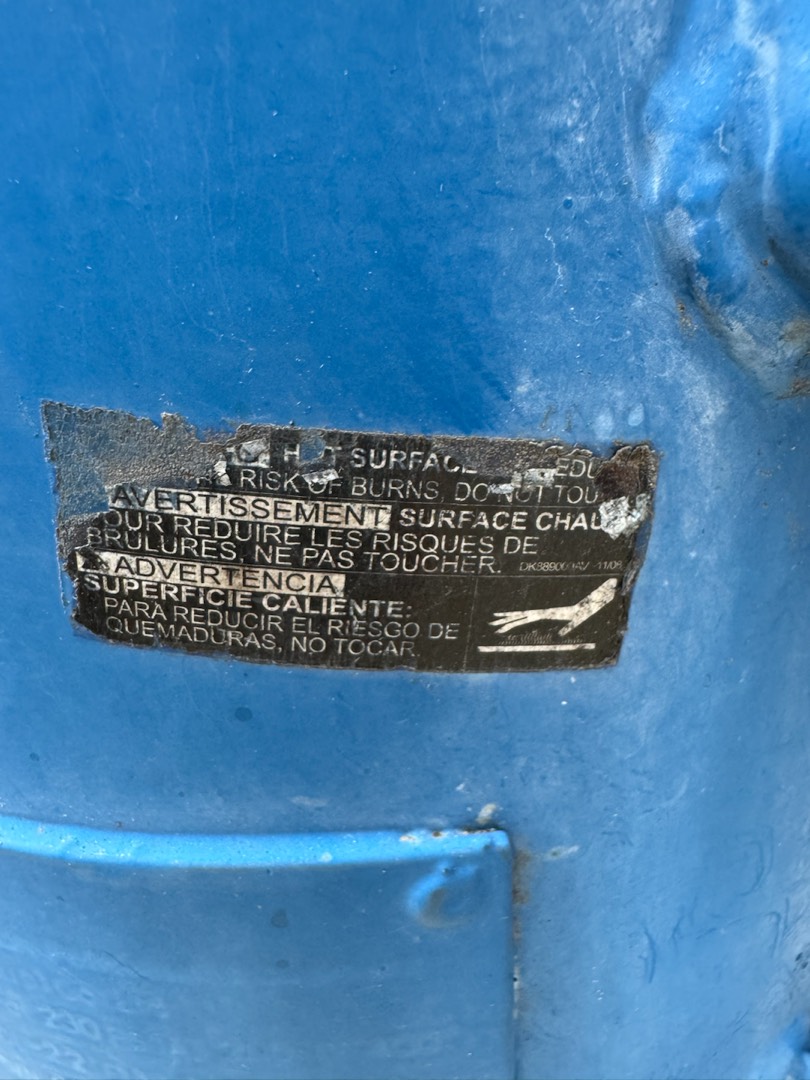 SURFACE
RISK OF BURNS, DO NOT
AVERTISSEMENT SURFACE
POUR REDUIRE LES RISQUES DE
BRULURES, NE PAS TOUCHER.
ADVERTENCIA
SUPERFICIE CALIENTE:
PARA REDUCIR EL RIESGO DE
QUEMADURAS, NO TOCAR.